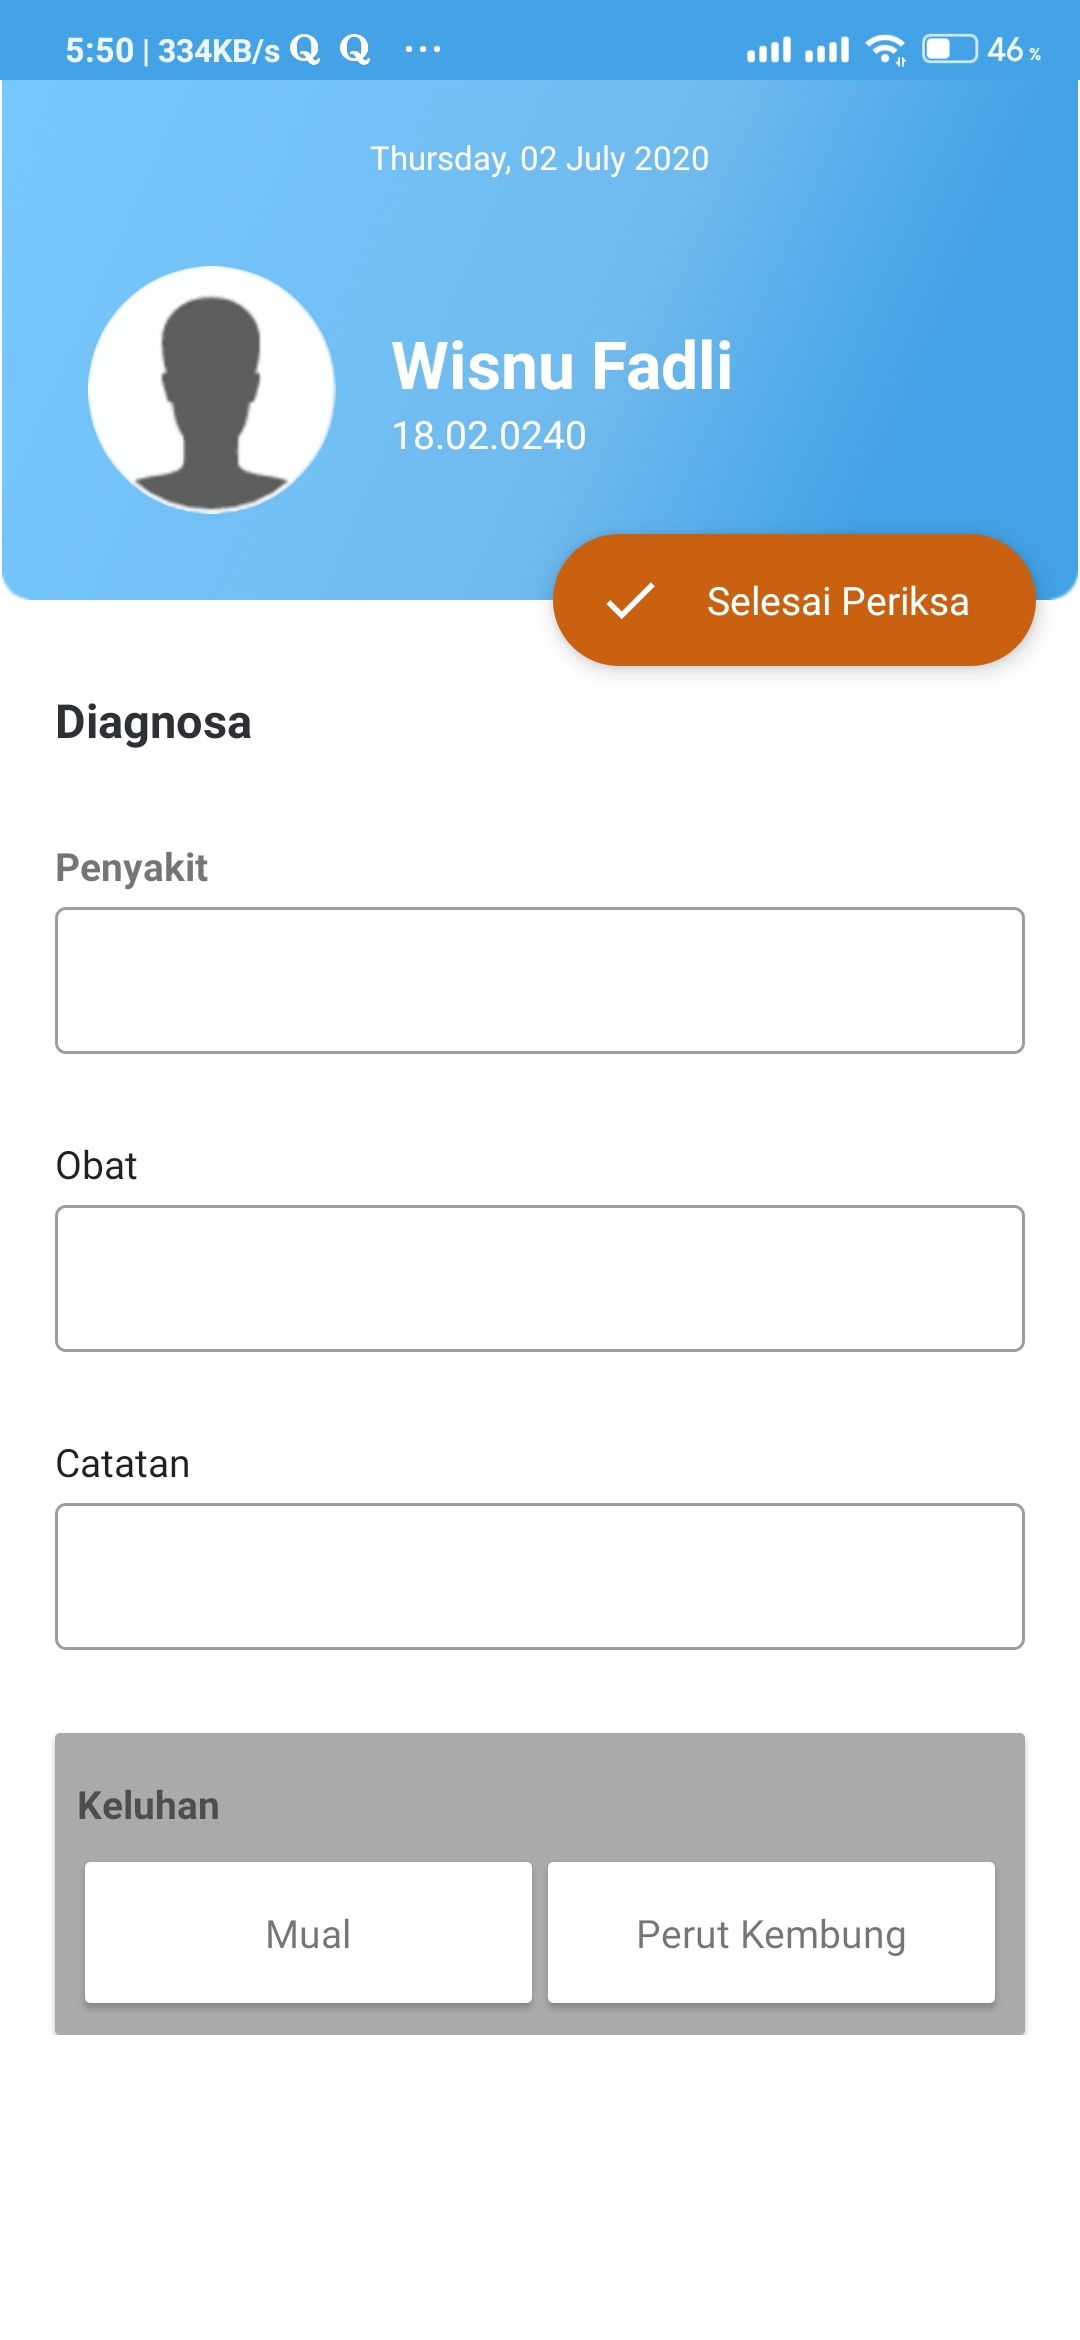 5:50 | 334KB/s Q Q ... 46 %
Thursday, 02 July 2020
Wisnu Fadli
18.02.0240
Selesai Periksa
Diagnosa
Penyakit
Obat
Catatan
Keluhan
Mual Perut Kembung